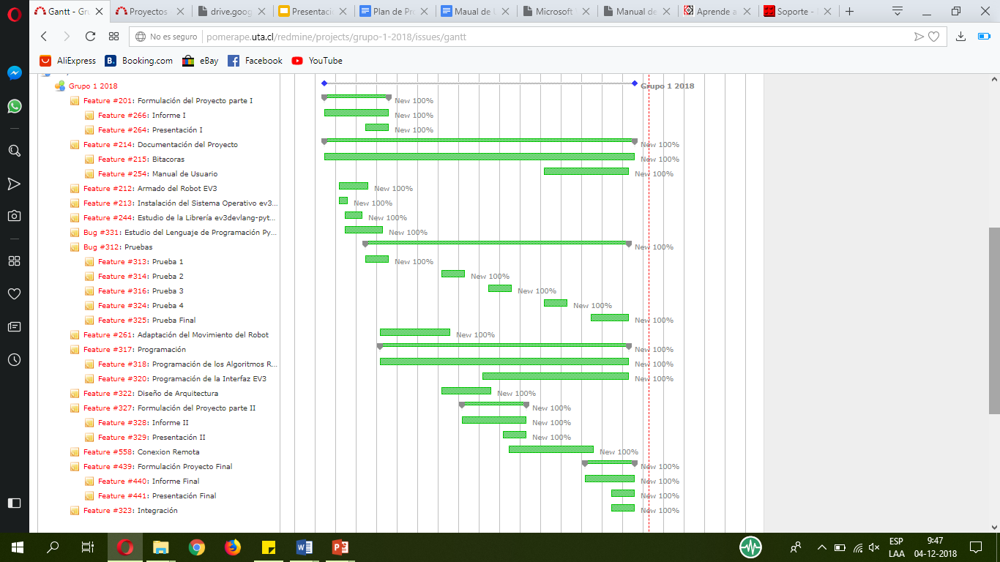 Gantt - Gru
Proyectos
drive.goog
Presentaci
Plan de Pro
Maual de U
Microsoft
Manual de
Aprende a
Soporte -
No es seguro
pomerape.uta.cl/redmine/projects/grupo-1-2018/issues/gantt
AliExpress
Booking.com
eBay
Facebook
YouTube
Grupo 1 2018
Grupo 1 2018
Feature #201: Formulación del Proyecto parte I
New 100%
Feature #266: Informe I
New 100%
Feature #264: Presentación I
New 100%
Feature #214: Documentación del Proyecto
New 100%
Feature #215: Bitacoras
New 100%
Feature #254: Manual de Usuario
New 100%
Feature #212: Armado del Robot EV3
New 100%
Feature #213: Instalación del Sistema Operativo ev3...
New 100%
Feature #244: Estudio de la Librería ev3devlang-pyt...
New 100%
Bug #331: Estudio del Lenguaje de Programación Py...
New 100%
Bug #312: Pruebas
New 100%
Feature #313: Prueba 1
New 100%
Feature #314: Prueba 2
New 100%
Feature #316: Prueba 3
New 100%
Feature #324: Prueba 4
New 100%
Feature #325: Prueba Final
New 100%
Feature #261: Adaptación del Movimiento del Robot
New 100%
Feature #317: Programación
New 100%
Feature #318: Programación de los Algoritmos R...
New 100%
Feature #320: Programación de la Interfaz EV3
New 100%
Feature #322: Diseño de Arquitectura
New 100%
Feature #327: Formulación del Proyecto parte II
New 100%
Feature #328: Informe II
New 100%
Feature #329: Presentación II
New 100%
Feature #558: Conexion Remota
New 100%
Feature #439: Formulación Proyecto Final
New 100%
Feature #440: Informe Final
New 100%
Feature #441: Presentación Final
New 100%
Feature #323: Integración
New 100%
ESP
LAA
9:47
04-12-2018